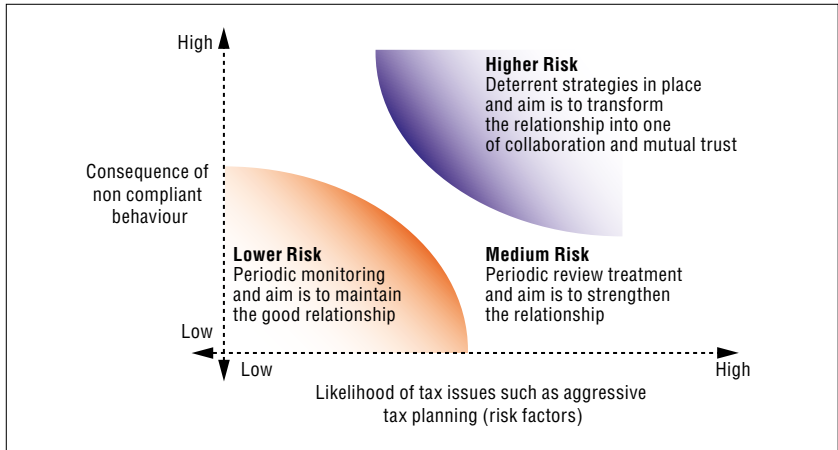 High
Higher Risk
Deterrent strategies in place
and aim is to transform
the relationship into one
of collaboration and mutual trust
Consequence of
non compliant
behaviour
Lower Risk
Periodic monitoring
and aim is to maintain
the good relationship
Medium Risk
Periodic review treatment
and aim is to strengthen
the relationship
Low
Low
High
Likelihood of tax issues such as aggressive
tax planning (risk factors)